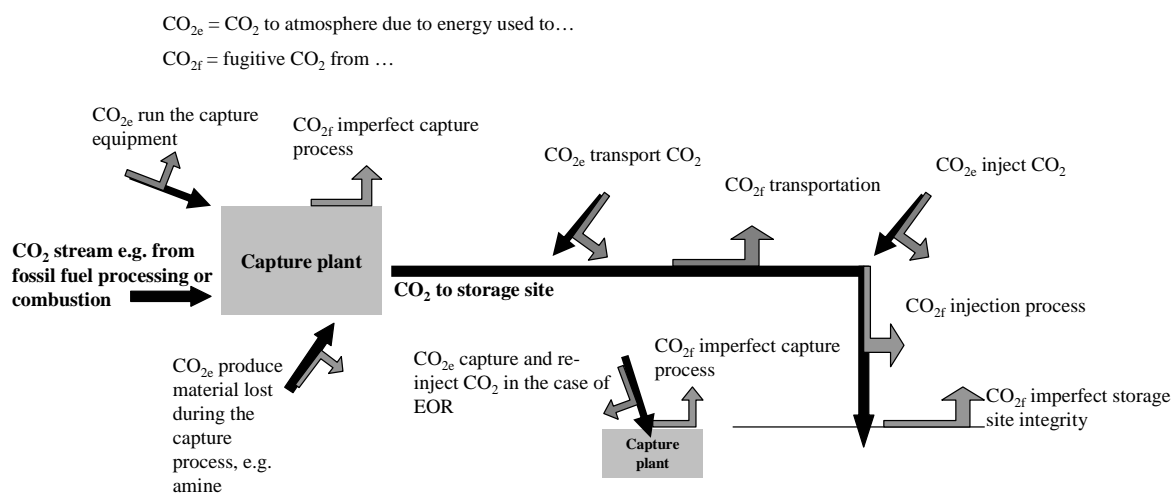 CO2e = CO2 to atmosphere due to energy used to…
CO2f = fugitive CO2 from …
CO2e run the capture
equipment
CO2f imperfect capture
process
CO2e transport CO2
CO2f transportation
CO2e inject CO2
CO2 stream e.g. from
fossil fuel processing or
combustion
Capture plant
CO2 to storage site
CO2f injection process
CO2e produce
material lost
during the
capture
process, e.g.
amine
CO2e capture and re-
inject CO2 in the case of
EOR
CO2f imperfect capture
process
Capture
plant
CO2f imperfect storage
site integrity